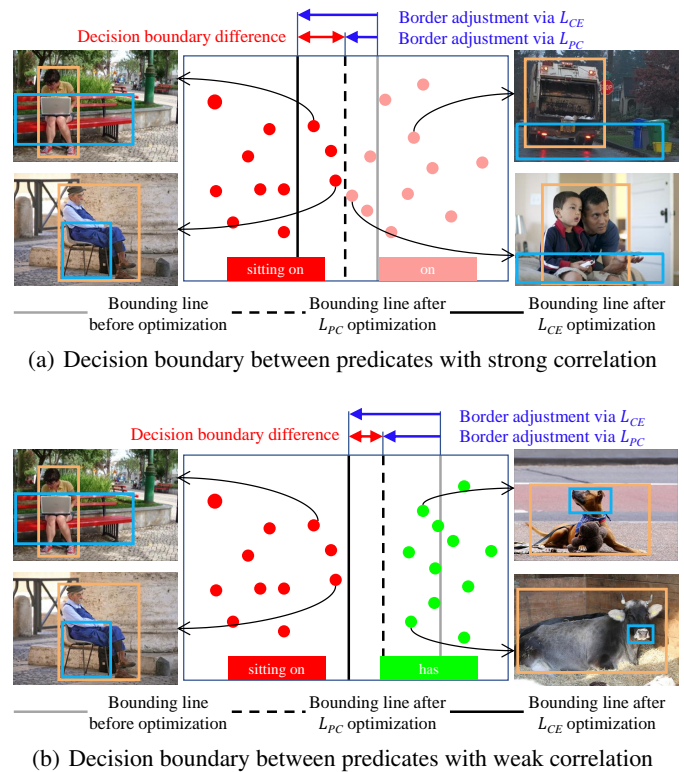 Border adjustment via L_CE
Decision boundary difference
Border adjustment via L_PC
sitting on
on
Bounding line before optimization
Bounding line after L_PC optimization
Bounding line after L_CE optimization
(a) Decision boundary between predicates with strong correlation
Border adjustment via L_CE
Decision boundary difference
Border adjustment via L_PC
sitting on
has
Bounding line before optimization
Bounding line after L_PC optimization
Bounding line after L_CE optimization
(b) Decision boundary between predicates with weak correlation